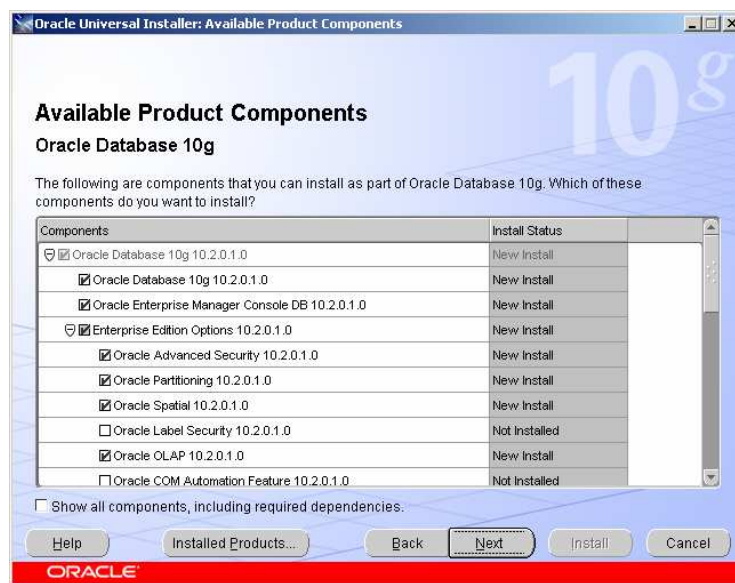 Oracle Universal Installer: Available Product Components
10g
Available Product Components
Oracle Database 10g
The following are components that you can install as part of Oracle Database 10g. Which of these
components do you want to install?
Components Install Status
Oracle Database 10g 10.2.0.1.0 New Install
Oracle Database 10g 10.2.0.1.0 New Install
Oracle Enterprise Manager Console DB 10.2.0.1.0 New Install
Enterprise Edition Options 10.2.0.1.0 New Install
Oracle Advanced Security 10.2.0.1.0 New Install
Oracle Partitioning 10.2.0.1.0 New Install
Oracle Spatial 10.2.0.1.0 New Install
Oracle Label Security 10.2.0.1.0 Not Installed
Oracle OLAP 10.2.0.1.0 New Install
Oracle COM Automation Feature 10.2.0.1.0 Not Installed
Show all components, including required dependencies.
Help Installed Products... Back Next Install Cancel
ORACLE